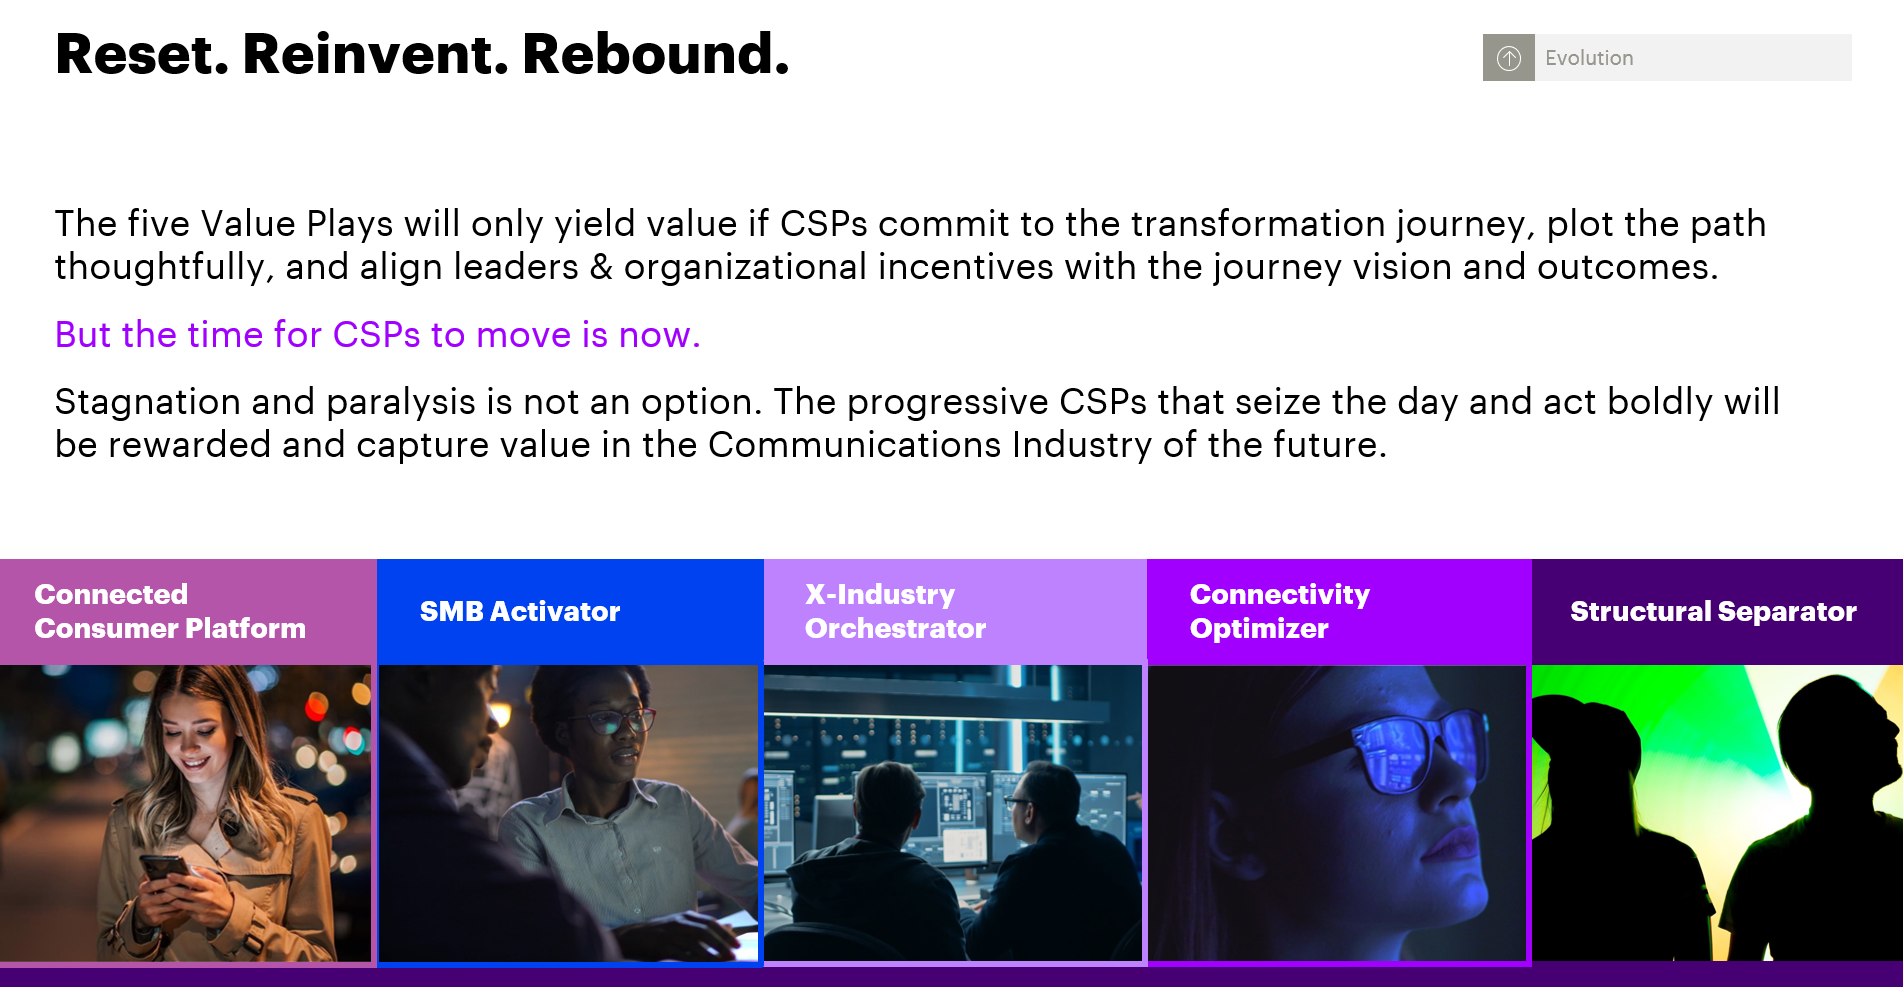 Reset. Reinvent. Rebound.
Evolution
The five Value Plays will only yield value if CSPs commit to the transformation journey, plot the path
thoughtfully, and align leaders & organizational incentives with the journey vision and outcomes.
But the time for CSPs to move is now.
Stagnation and paralysis is not an option. The progressive CSPs that seize the day and act boldly will
be rewarded and capture value in the Communications Industry of the future.
Connected
Consumer Platform
SMB Activator
X-Industry
Orchestrator
Connectivity
Optimizer
Structural Separator